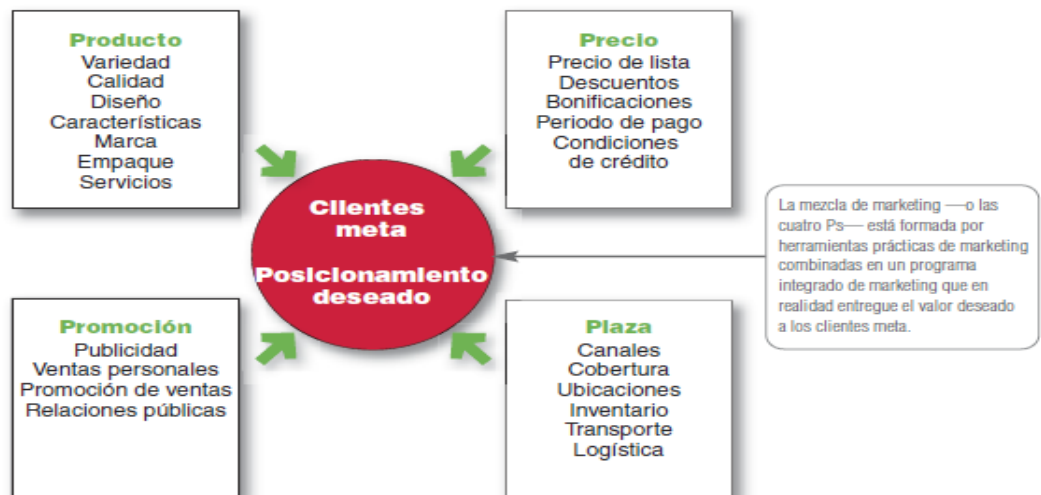 Producto
Variedad
Calidad
Diseño
Características
Marca
Empaque
Servicios
Precio
Precio de lista
Descuentos
Bonificaciones
Periodo de pago
Condiciones
de crédito
Clientes
meta
Posicionamiento
deseado
La mezcla de marketing —o las
cuatro Ps— está formada por
herramientas prácticas de marketing
combinadas en un programa
integrado de marketing que en
realidad entregue el valor deseado
a los clientes meta.
Promoción
Publicidad
Ventas personales
Promoción de ventas
Relaciones públicas
Plaza
Canales
Cobertura
Ubicaciones
Inventario
Transporte
Logística